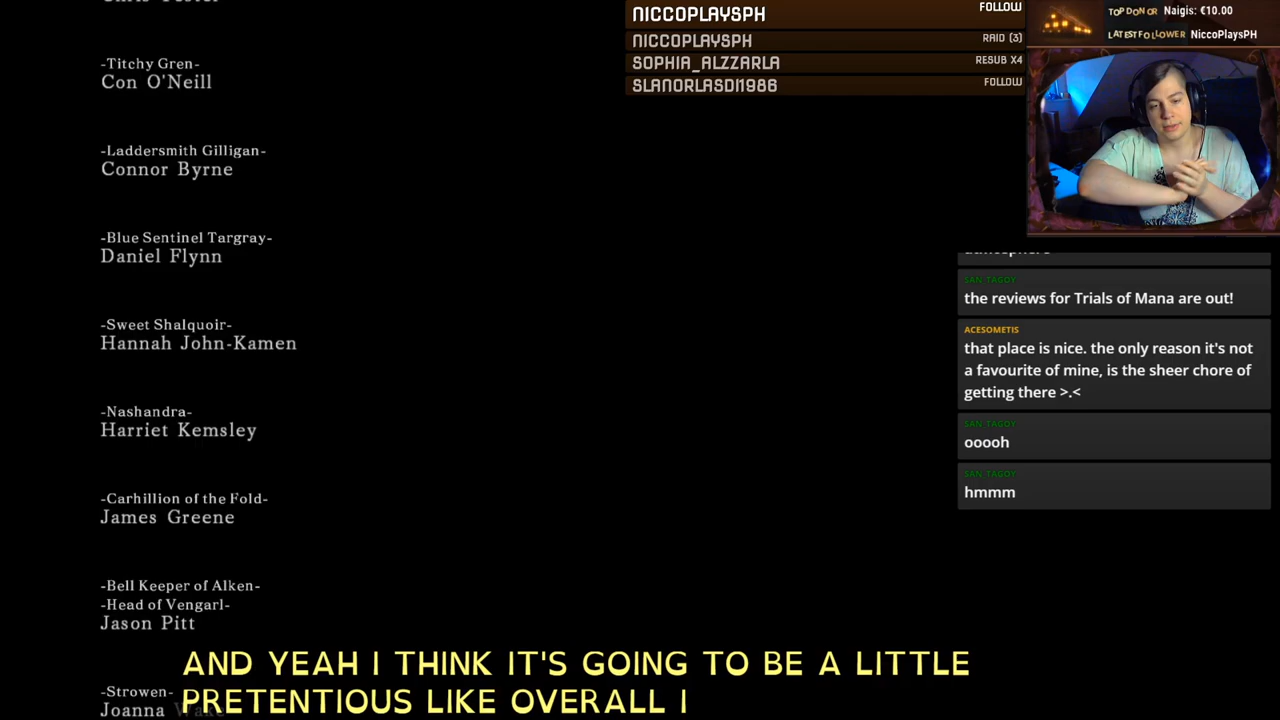 -Titchy Gren-
Con O'Neill
-Laddersmith Gilligan-
Connor Byrne
-Blue Sentinel Targray-
Daniel Flynn
-Sweet Shalquoir-
Hannah John-Kamen
-Nashandra-
Harriet Kemsley
-Carhillion of the Fold-
James Greene
-Bell Keeper of Alken-
-Head of Vengarl-
Jason Pitt
-Strowen-
Joanna Wake
AND YEAH I THINK IT'S GOING TO BE A LITTLE
PRETENTIOUS LIKE OVERALL I
NICCOPLAYSPH FOLLOW
NICCOPLAYSPH RAID (3)
SOPHIA_ALZZARLA RESUB X4
SLANORLASDI1986 FOLLOW
TOP DONOR Naigis: €10.00
LATEST FOLLOWER NiccoPlaysPH
SAN_TAGDY
the reviews for Trials of Mana are out!
ACESOMETIS
that place is nice. the only reason it's not
a favourite of mine, is the sheer chore of
getting there >.<
SAN_TAGDY
ooooh
SAN_TAGDY
hmmm